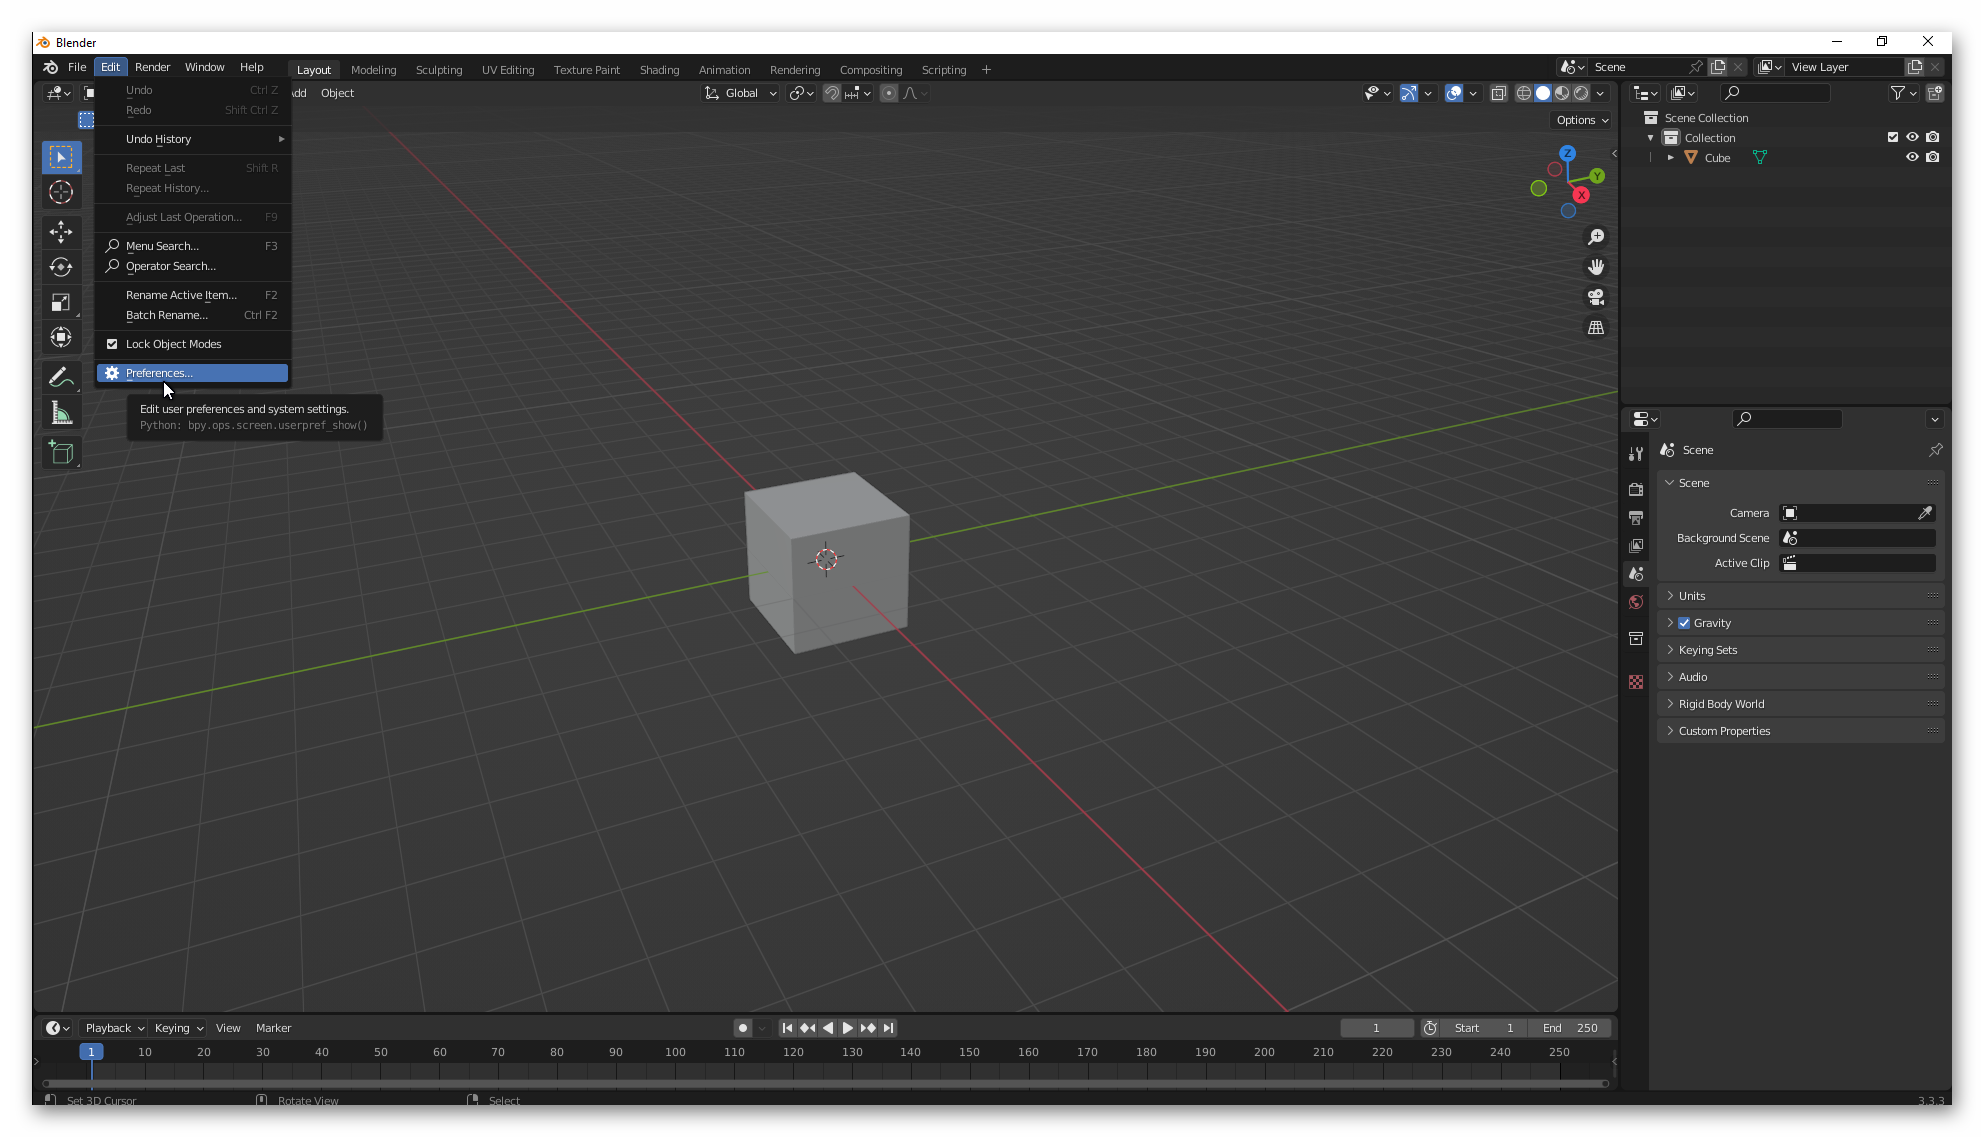 Blender
File Edit Render Window Help Layout Modeling Sculpting UV Editing Texture Paint Shading Animation Rendering Compositing Scripting + Scene View Layer
dd Object Global
Options
Undo Ctrl Z
Redo Shift Ctrl Z
Undo History
Repeat Last Shift R
Repeat History...
Adjust Last Operation... F9
Menu Search... F3
Operator Search...
Rename Active Item... F2
Batch Rename... Ctrl F2
Lock Object Modes
Preferences...
Edit user preferences and system settings.
Python: bpy.ops.screen.userpref_show()
Z
Y
X
Scene Collection
Collection
Cube
Scene
Scene
Camera
Background Scene
Active Clip
Units
Gravity
Keying Sets
Audio
Rigid Body World
Custom Properties
Playback Keying View Marker 1 Start 1 End 250
1 10 20 30 40 50 60 70 80 90 100 110 120 130 140 150 160 170 180 190 200 210 220 230 240 250
Set 3D Cursor Rotate View Select 3.3.3